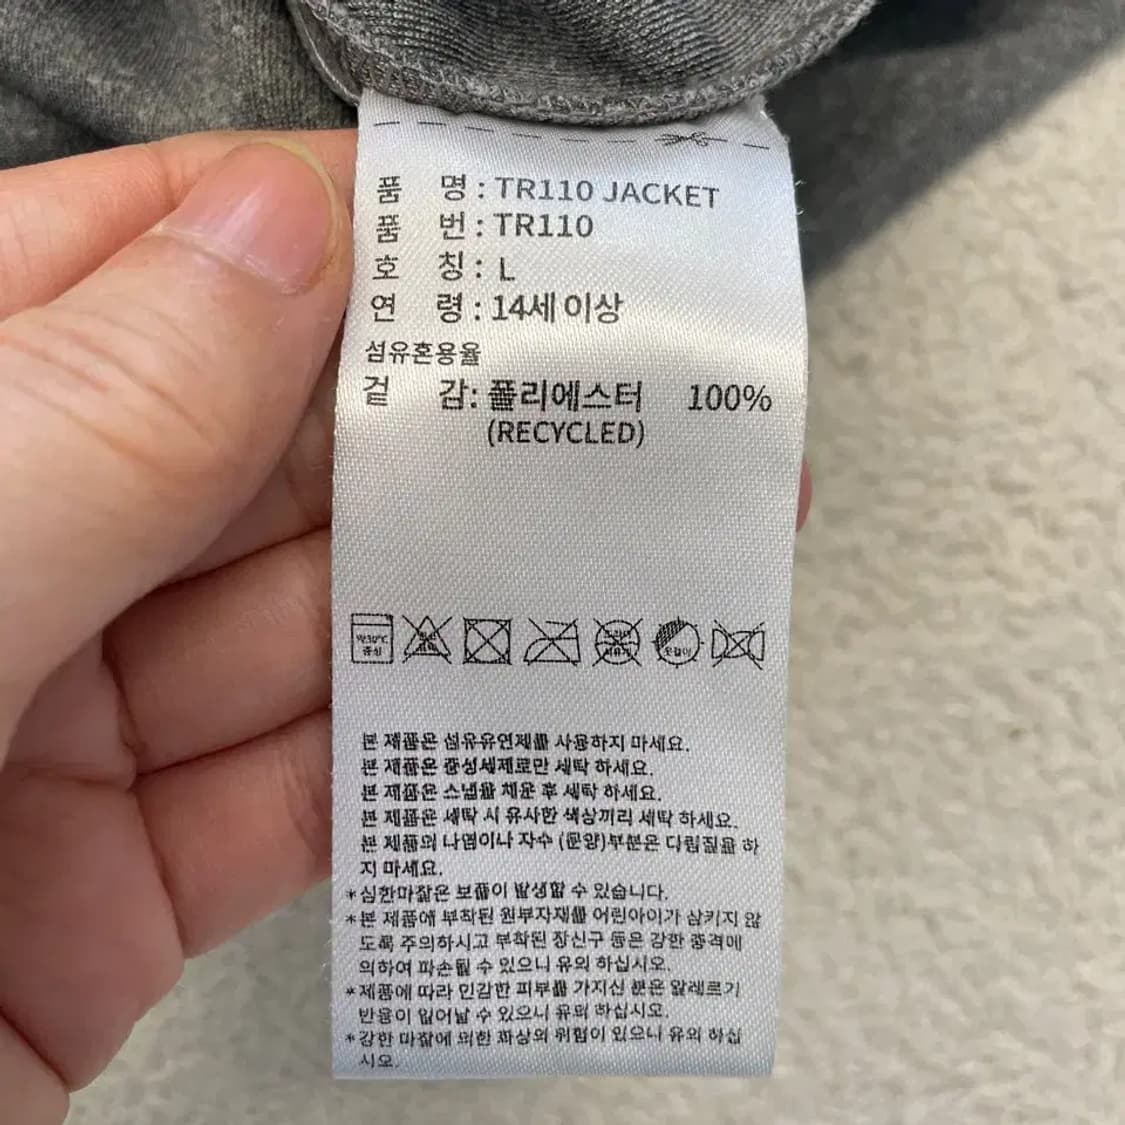 품 명 : TR110 JACKET
품 번 : TR110
호 칭 : L
연 령 : 14세 이상
섬유혼용율
겉 감: 폴리에스터 100%
(RECYCLED)
약30℃ 중성
옷걸이
본 제품은 섬유유연제를 사용하지 마세요.
본 제품은 중성세제로만 세탁 하세요.
본 제품은 스냅을 채운 후 세탁 하세요.
본 제품은 세탁 시 유사한 색상끼리 세탁 하세요.
본 제품의 나염이나 자수 (문양)부분은 다림질을 하
지 마세요.
*심한마찰은 보풀이 발생할 수 있습니다.
*본 제품에 부착된 원부자재를 어린아이가 삼키지 않
도록 주의하시고 부착된 장신구 등은 강한 충격에
의하여 파손될 수 있으니 유의 하십시오.
*제품에 따라 민감한 피부를 가지신 분은 알레르기
반응이 일어날 수 있으니 유의 하십시오.
*강한 마찰에 의한 화상의 위험이 있으니 유의 하십
시오.